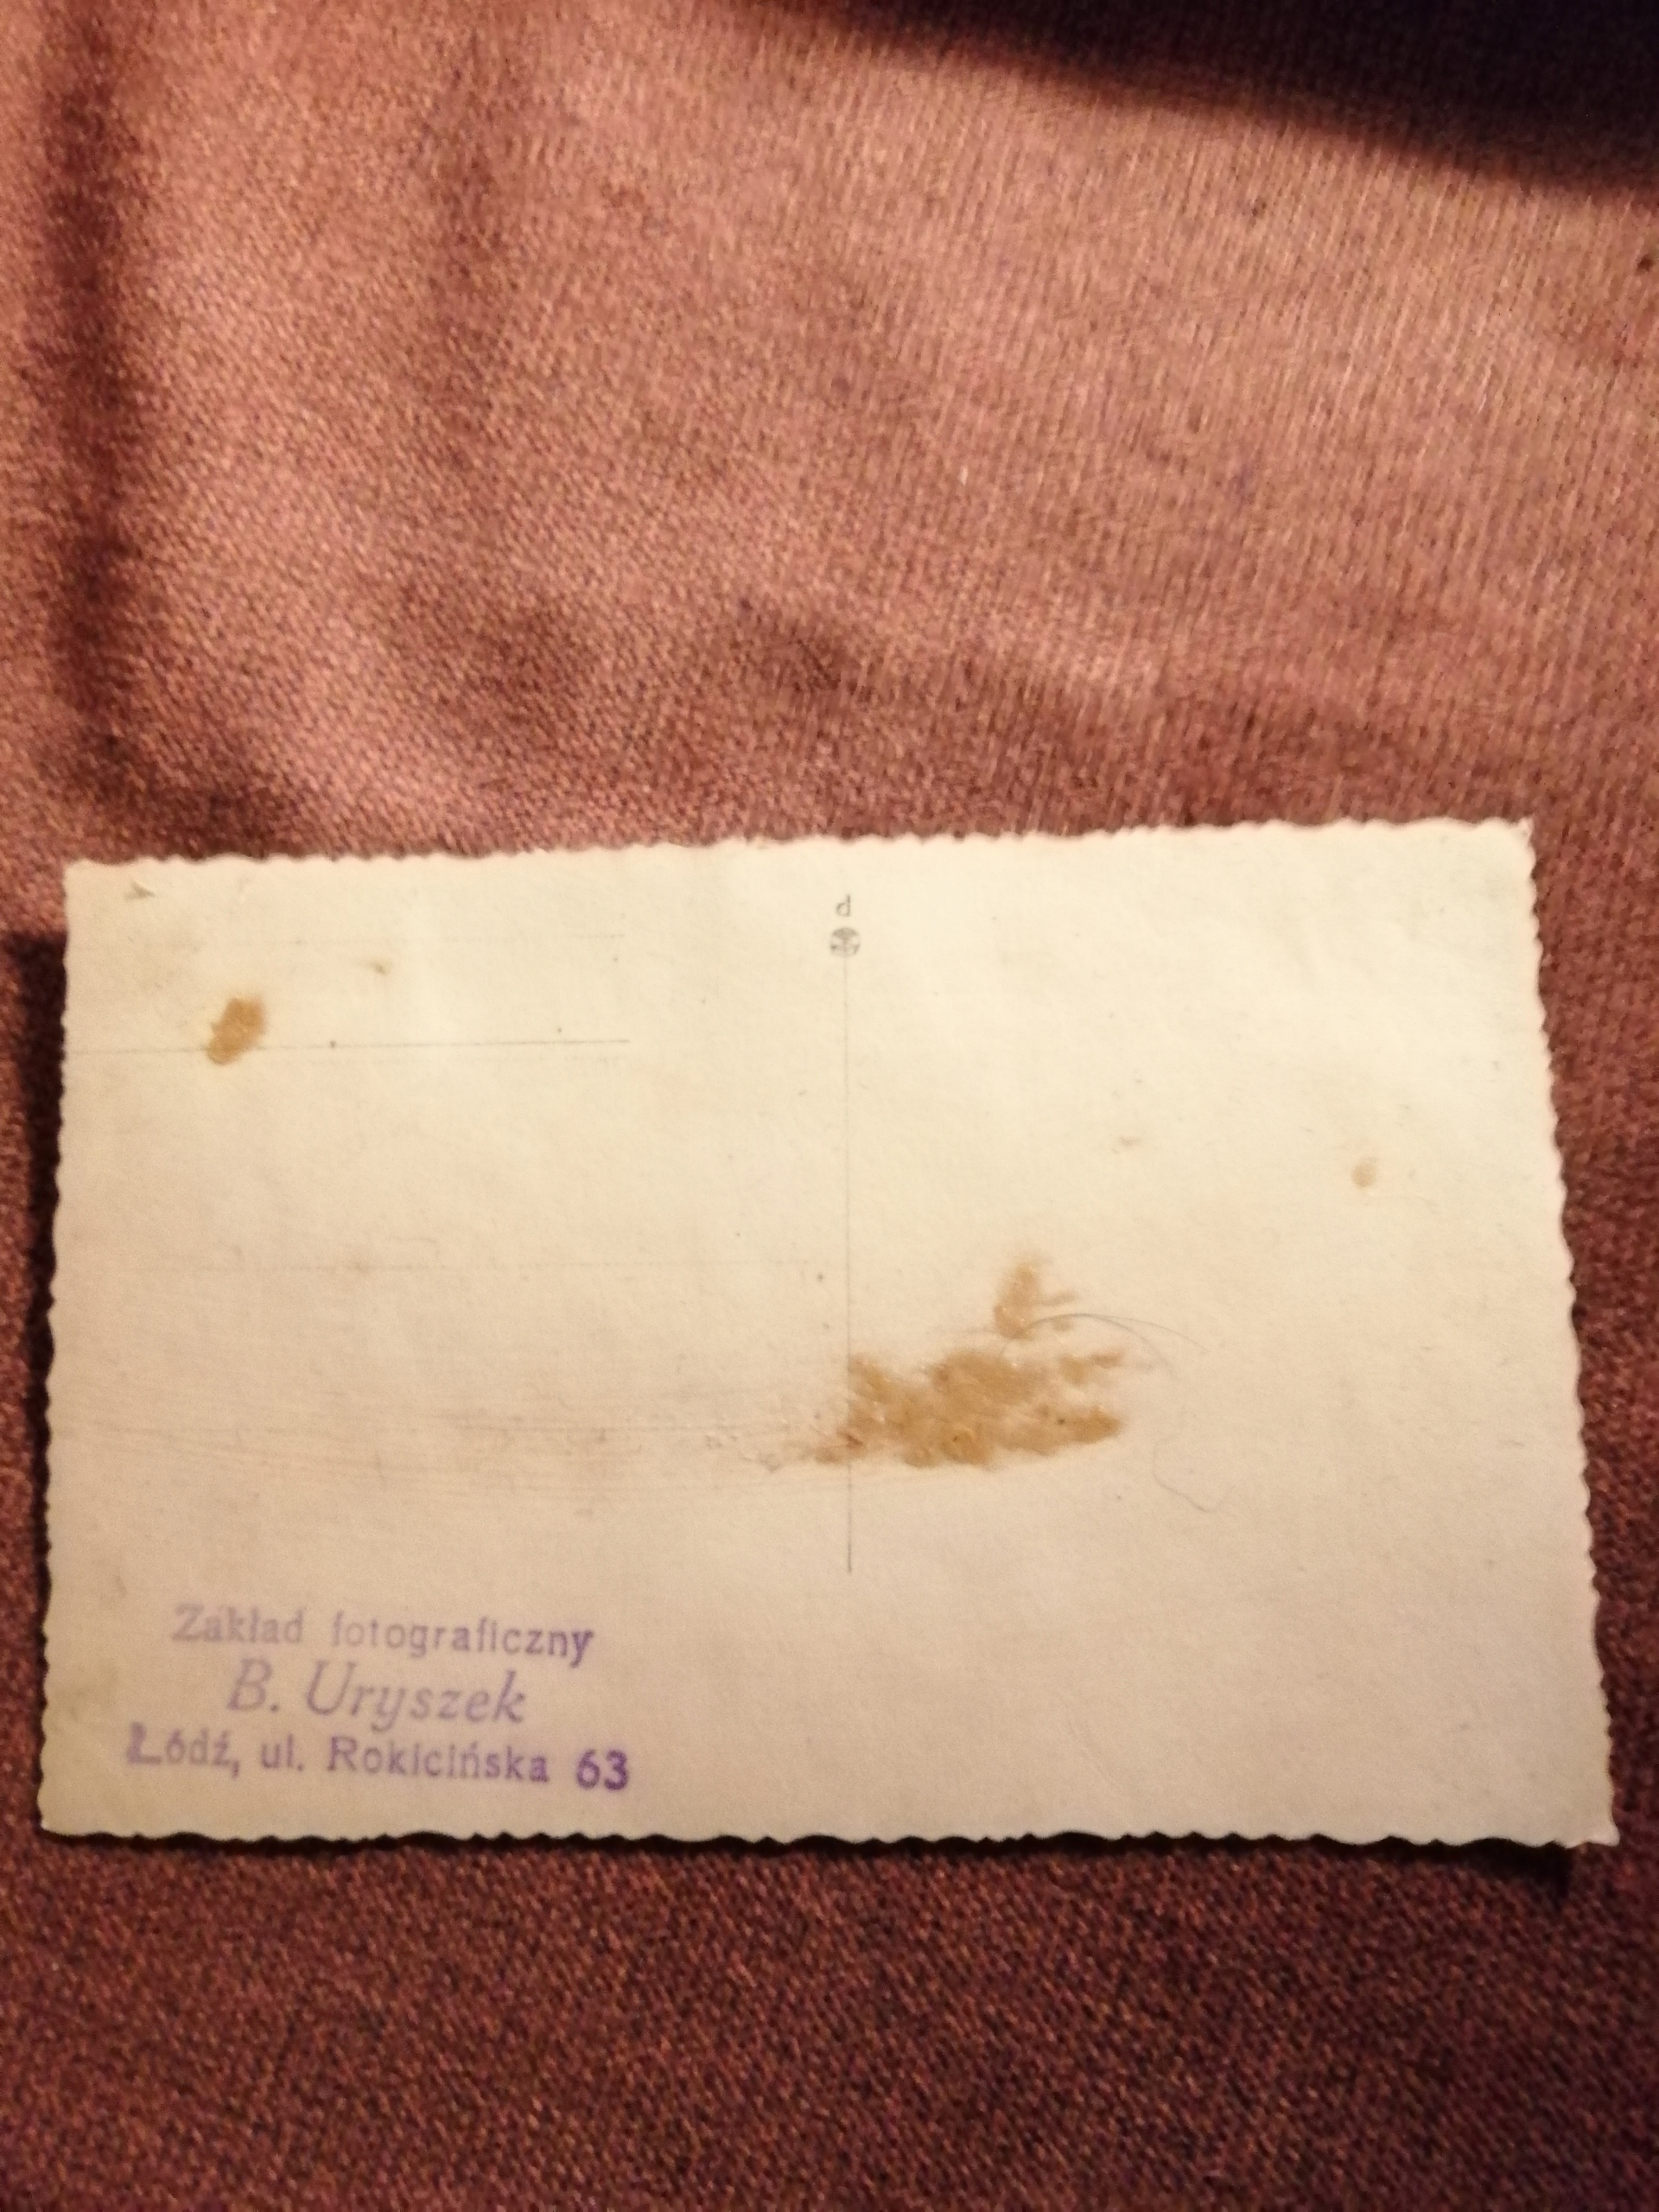 Zakład fotograficzny
B. Uryszek
Łódź, ul. Rokicińska 63